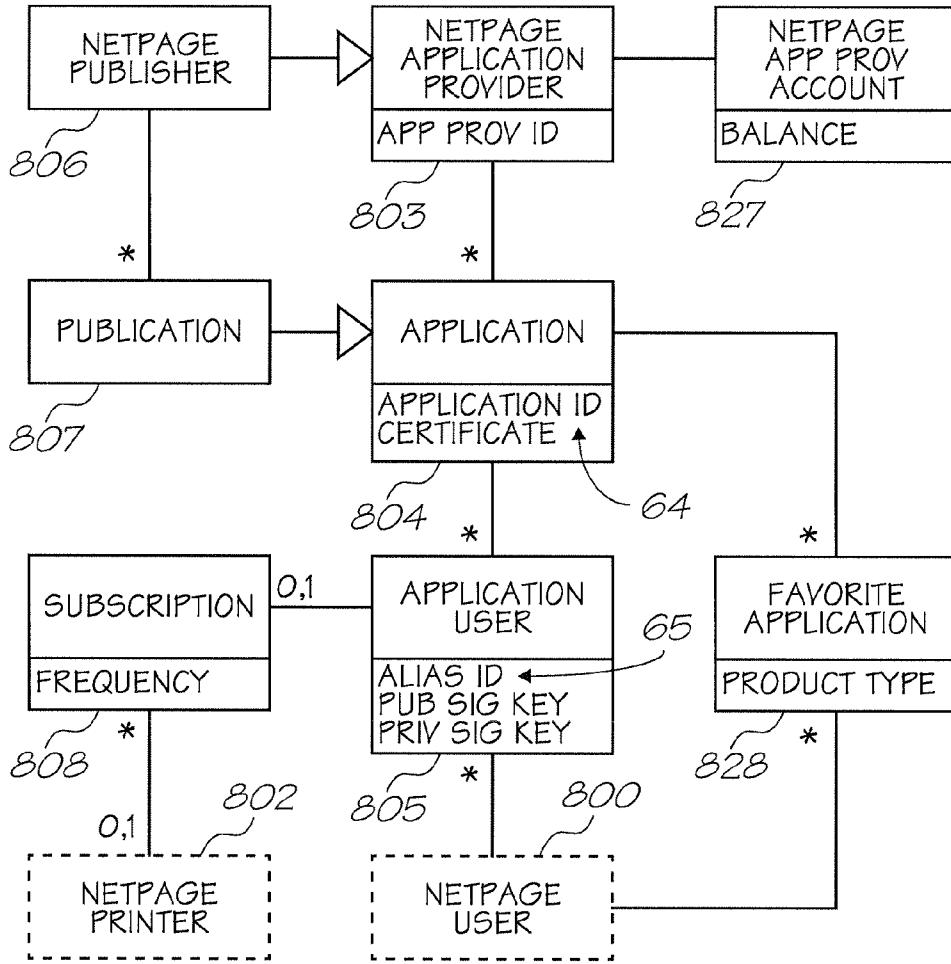 NETPAGE
PUBLISHER
806
NETPAGE
APPLICATION
PROVIDER
APP PROV ID
803
NETPAGE
APP PROV
ACCOUNT
BALANCE
827
*
*
PUBLICATION
807
APPLICATION
APPLICATION ID
CERTIFICATE
804
64
*
*
SUBSCRIPTION
FREQUENCY
808
0,1
APPLICATION
USER
ALIAS ID
PUB SIG KEY
PRIV SIG KEY
805
65
FAVORITE
APPLICATION
PRODUCT TYPE
828
*
*
*
0,1
802
NETPAGE
PRINTER
800
NETPAGE
USER